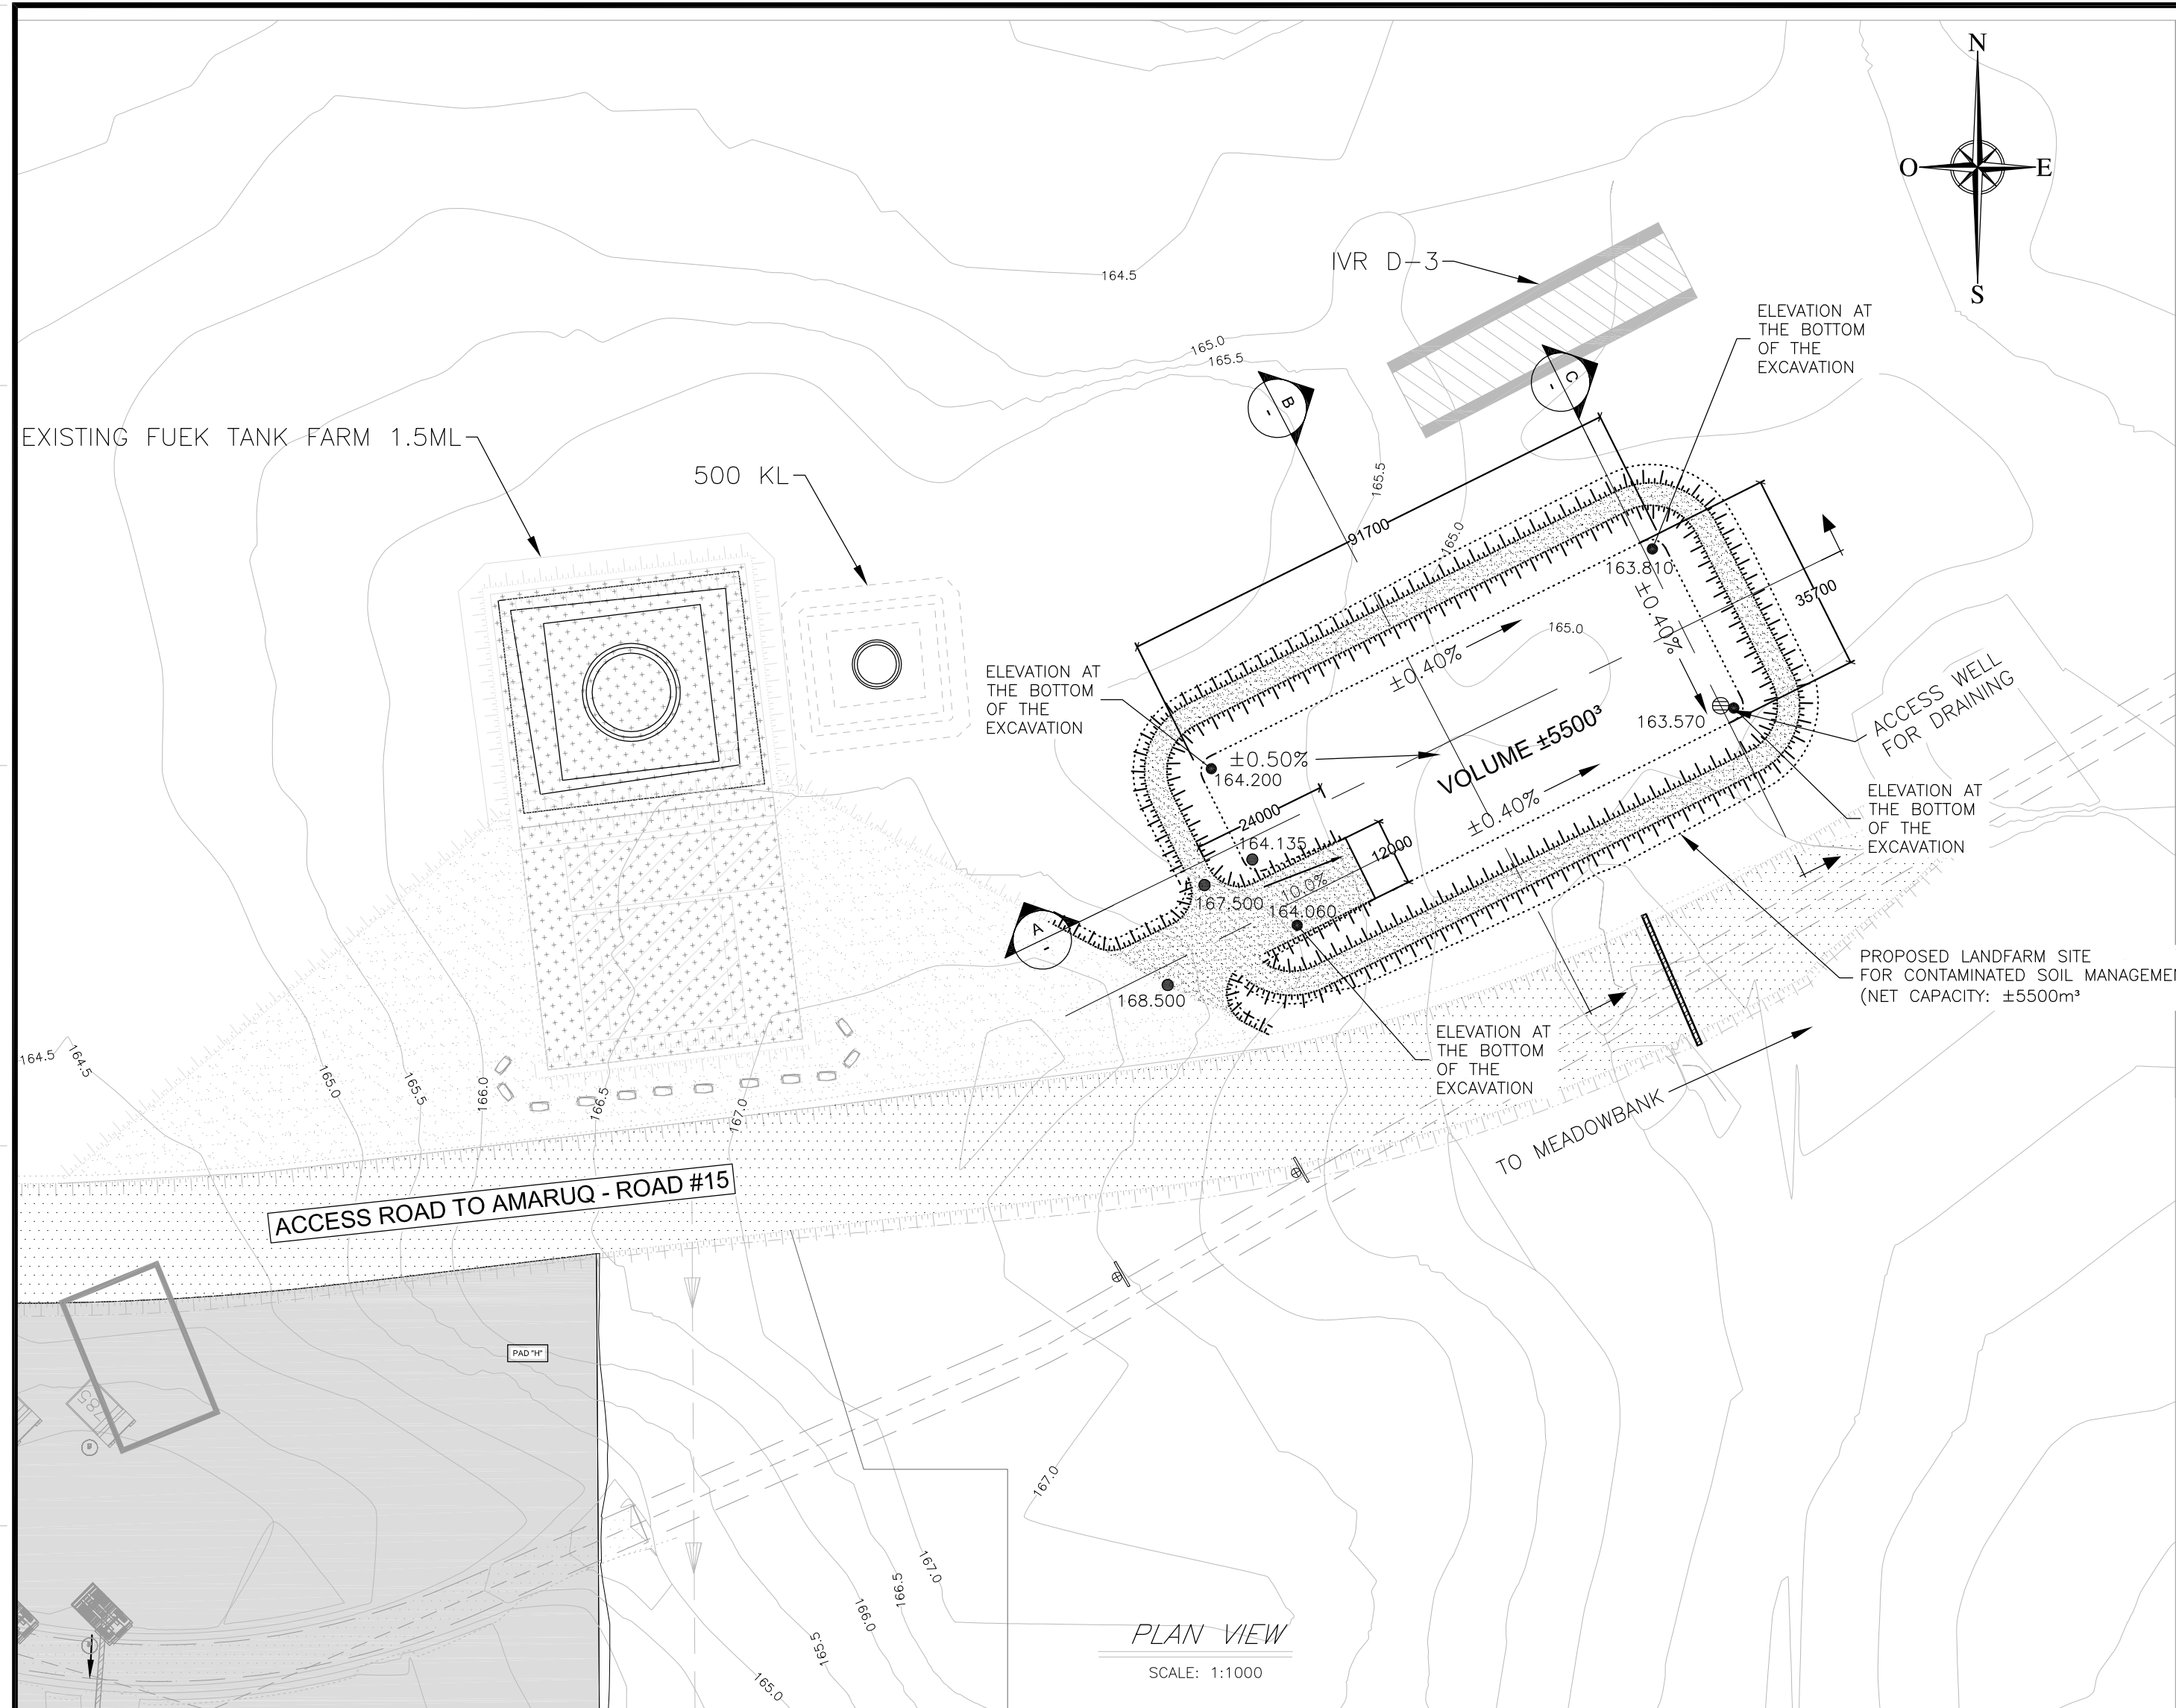 N
O
E
S
164.5
IVR D-3
ELEVATION AT
THE BOTTOM
OF THE
EXCAVATION
165.0
165.5
C
-
B
-
EXISTING FUEK TANK FARM 1.5ML
500 KL
165.5
91700
165.0
163.810
±0.40%
35700
165.0
±0.40%
ELEVATION AT
THE BOTTOM
OF THE
EXCAVATION
ACCESS WELL
FOR DRAINING
163.570
VOLUME ±5500³
±0.50%
164.200
±0.40%
ELEVATION AT
THE BOTTOM
OF THE
EXCAVATION
24000
164.135
12000
10.0%
167.500
164.060
A
-
168.500
PROPOSED LANDFARM SITE
FOR CONTAMINATED SOIL MANAGEMEN
(NET CAPACITY: ±5500m³
ELEVATION AT
THE BOTTOM
OF THE
EXCAVATION
TO MEADOWBANK
164.5
164.5
165.0
165.5
166.0
166.5
167.0
ACCESS ROAD TO AMARUQ - ROAD #15
PAD "H"
785
167.0
167.0
166.5
166.0
165.5
165.0
PLAN VIEW
SCALE: 1:1000